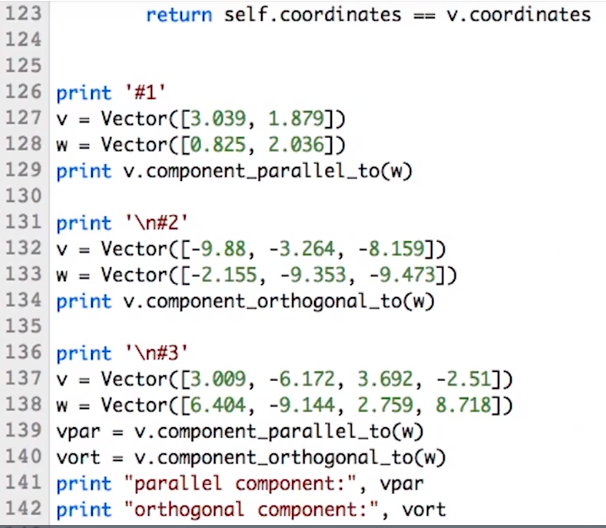 123         return self.coordinates == v.coordinates
124
125
126 print '#1'
127 v = Vector([3.039, 1.879])
128 w = Vector([0.825, 2.036])
129 print v.component_parallel_to(w)
130
131 print '\n#2'
132 v = Vector([-9.88, -3.264, -8.159])
133 w = Vector([-2.155, -9.353, -9.473])
134 print v.component_orthogonal_to(w)
135
136 print '\n#3'
137 v = Vector([3.009, -6.172, 3.692, -2.51])
138 w = Vector([6.404, -9.144, 2.759, 8.718])
139 vpar = v.component_parallel_to(w)
140 vort = v.component_orthogonal_to(w)
141 print "parallel component:", vpar
142 print "orthogonal component:", vort